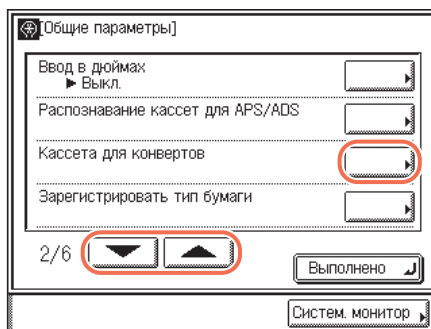 [Общие параметры]
Ввод в дюймах
► Выкл.
Распознавание кассет для APS/ADS
Кассета для конвертов
Зарегистрировать тип бумаги
2/6
Выполнено
Систем. монитор